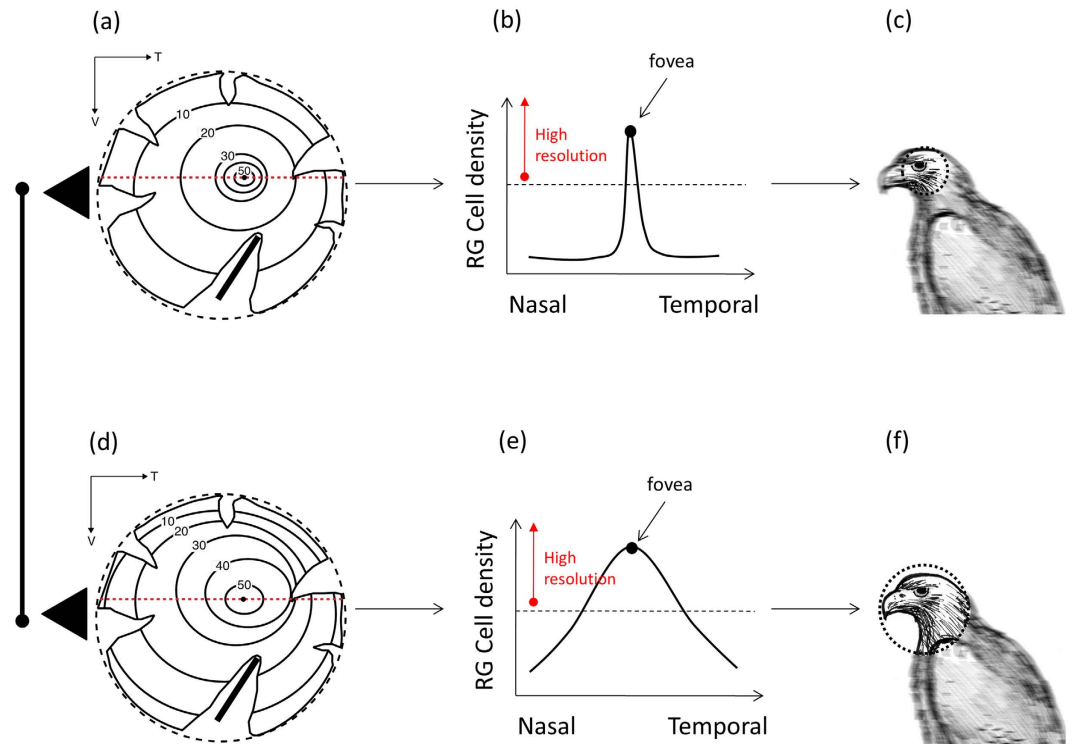 (a)
(b)
(c)
T
V
10
20
30
50
fovea
High
resolution
RG Cell density
Nasal
Temporal
(d)
(e)
(f)
T
V
10
20
30
40
50
fovea
High
resolution
RG Cell density
Nasal
Temporal